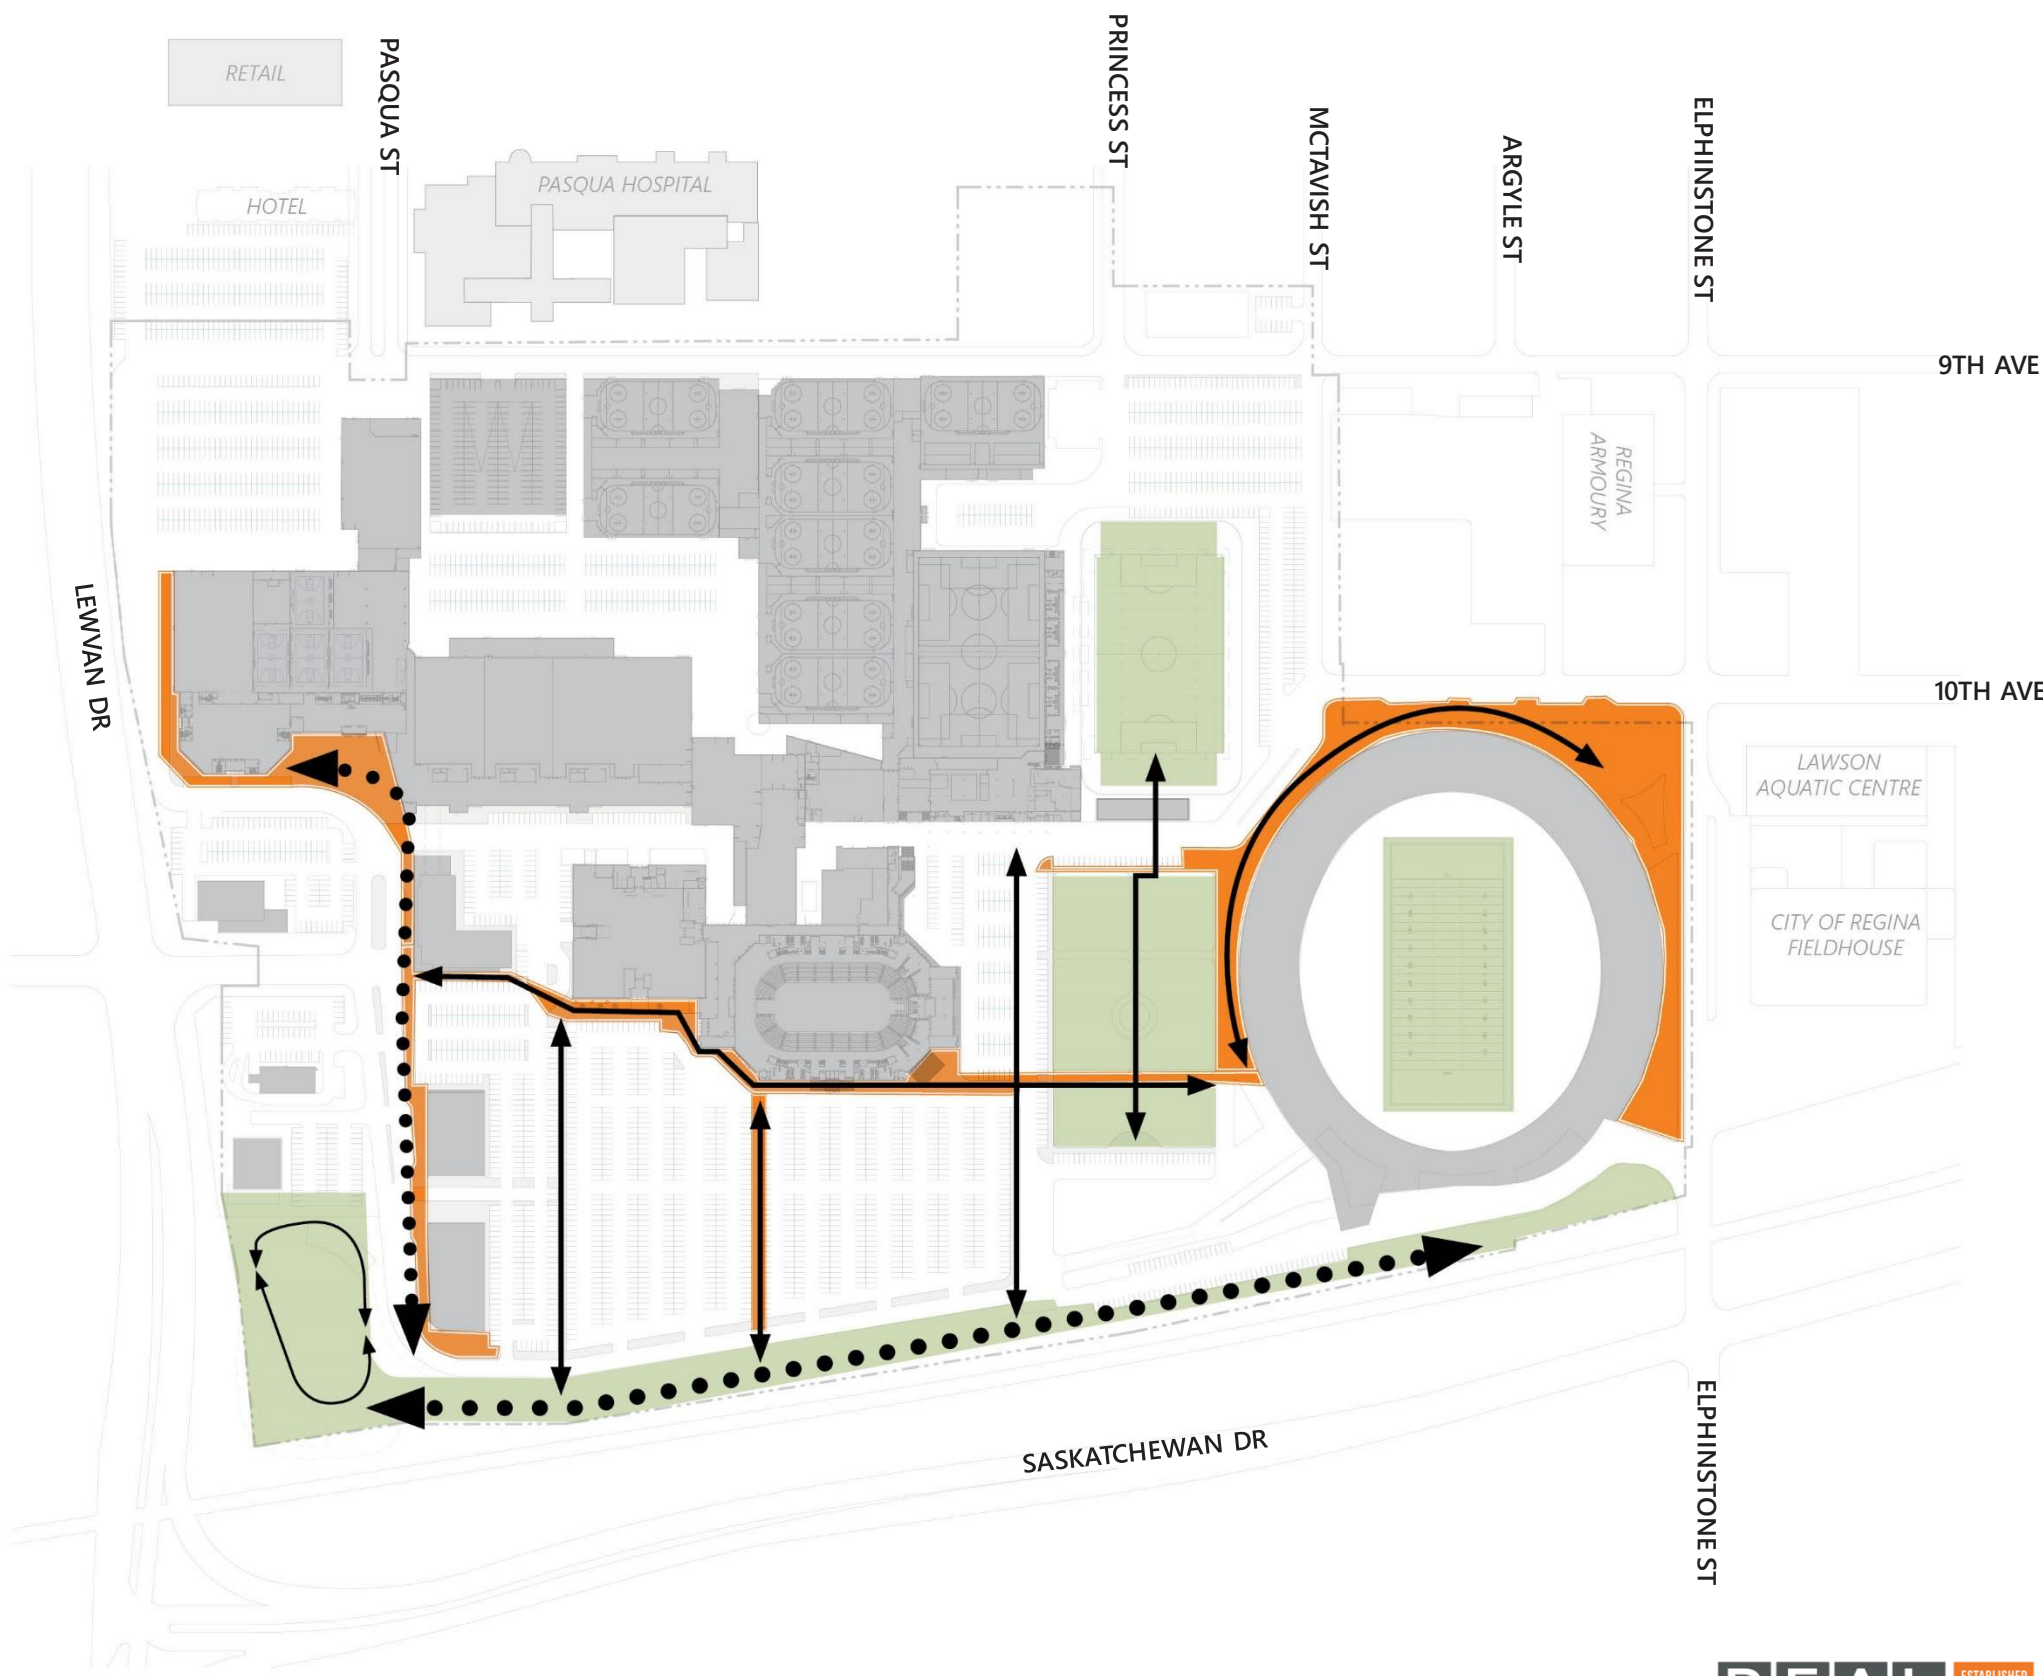 RETAIL
PASQUA ST
PRINCESS ST
MCTAVISH ST
ARGYLE ST
ELPHINSTONE ST
PASQUA HOSPITAL
HOTEL
9TH AVE
REGINA
ARMOURY
LEWVAN DR
10TH AVE
LAWSON
AQUATIC CENTRE
CITY OF REGINA
FIELDHOUSE
SASKATCHEWAN DR
ELPHINSTONE ST
ESTABLISHED